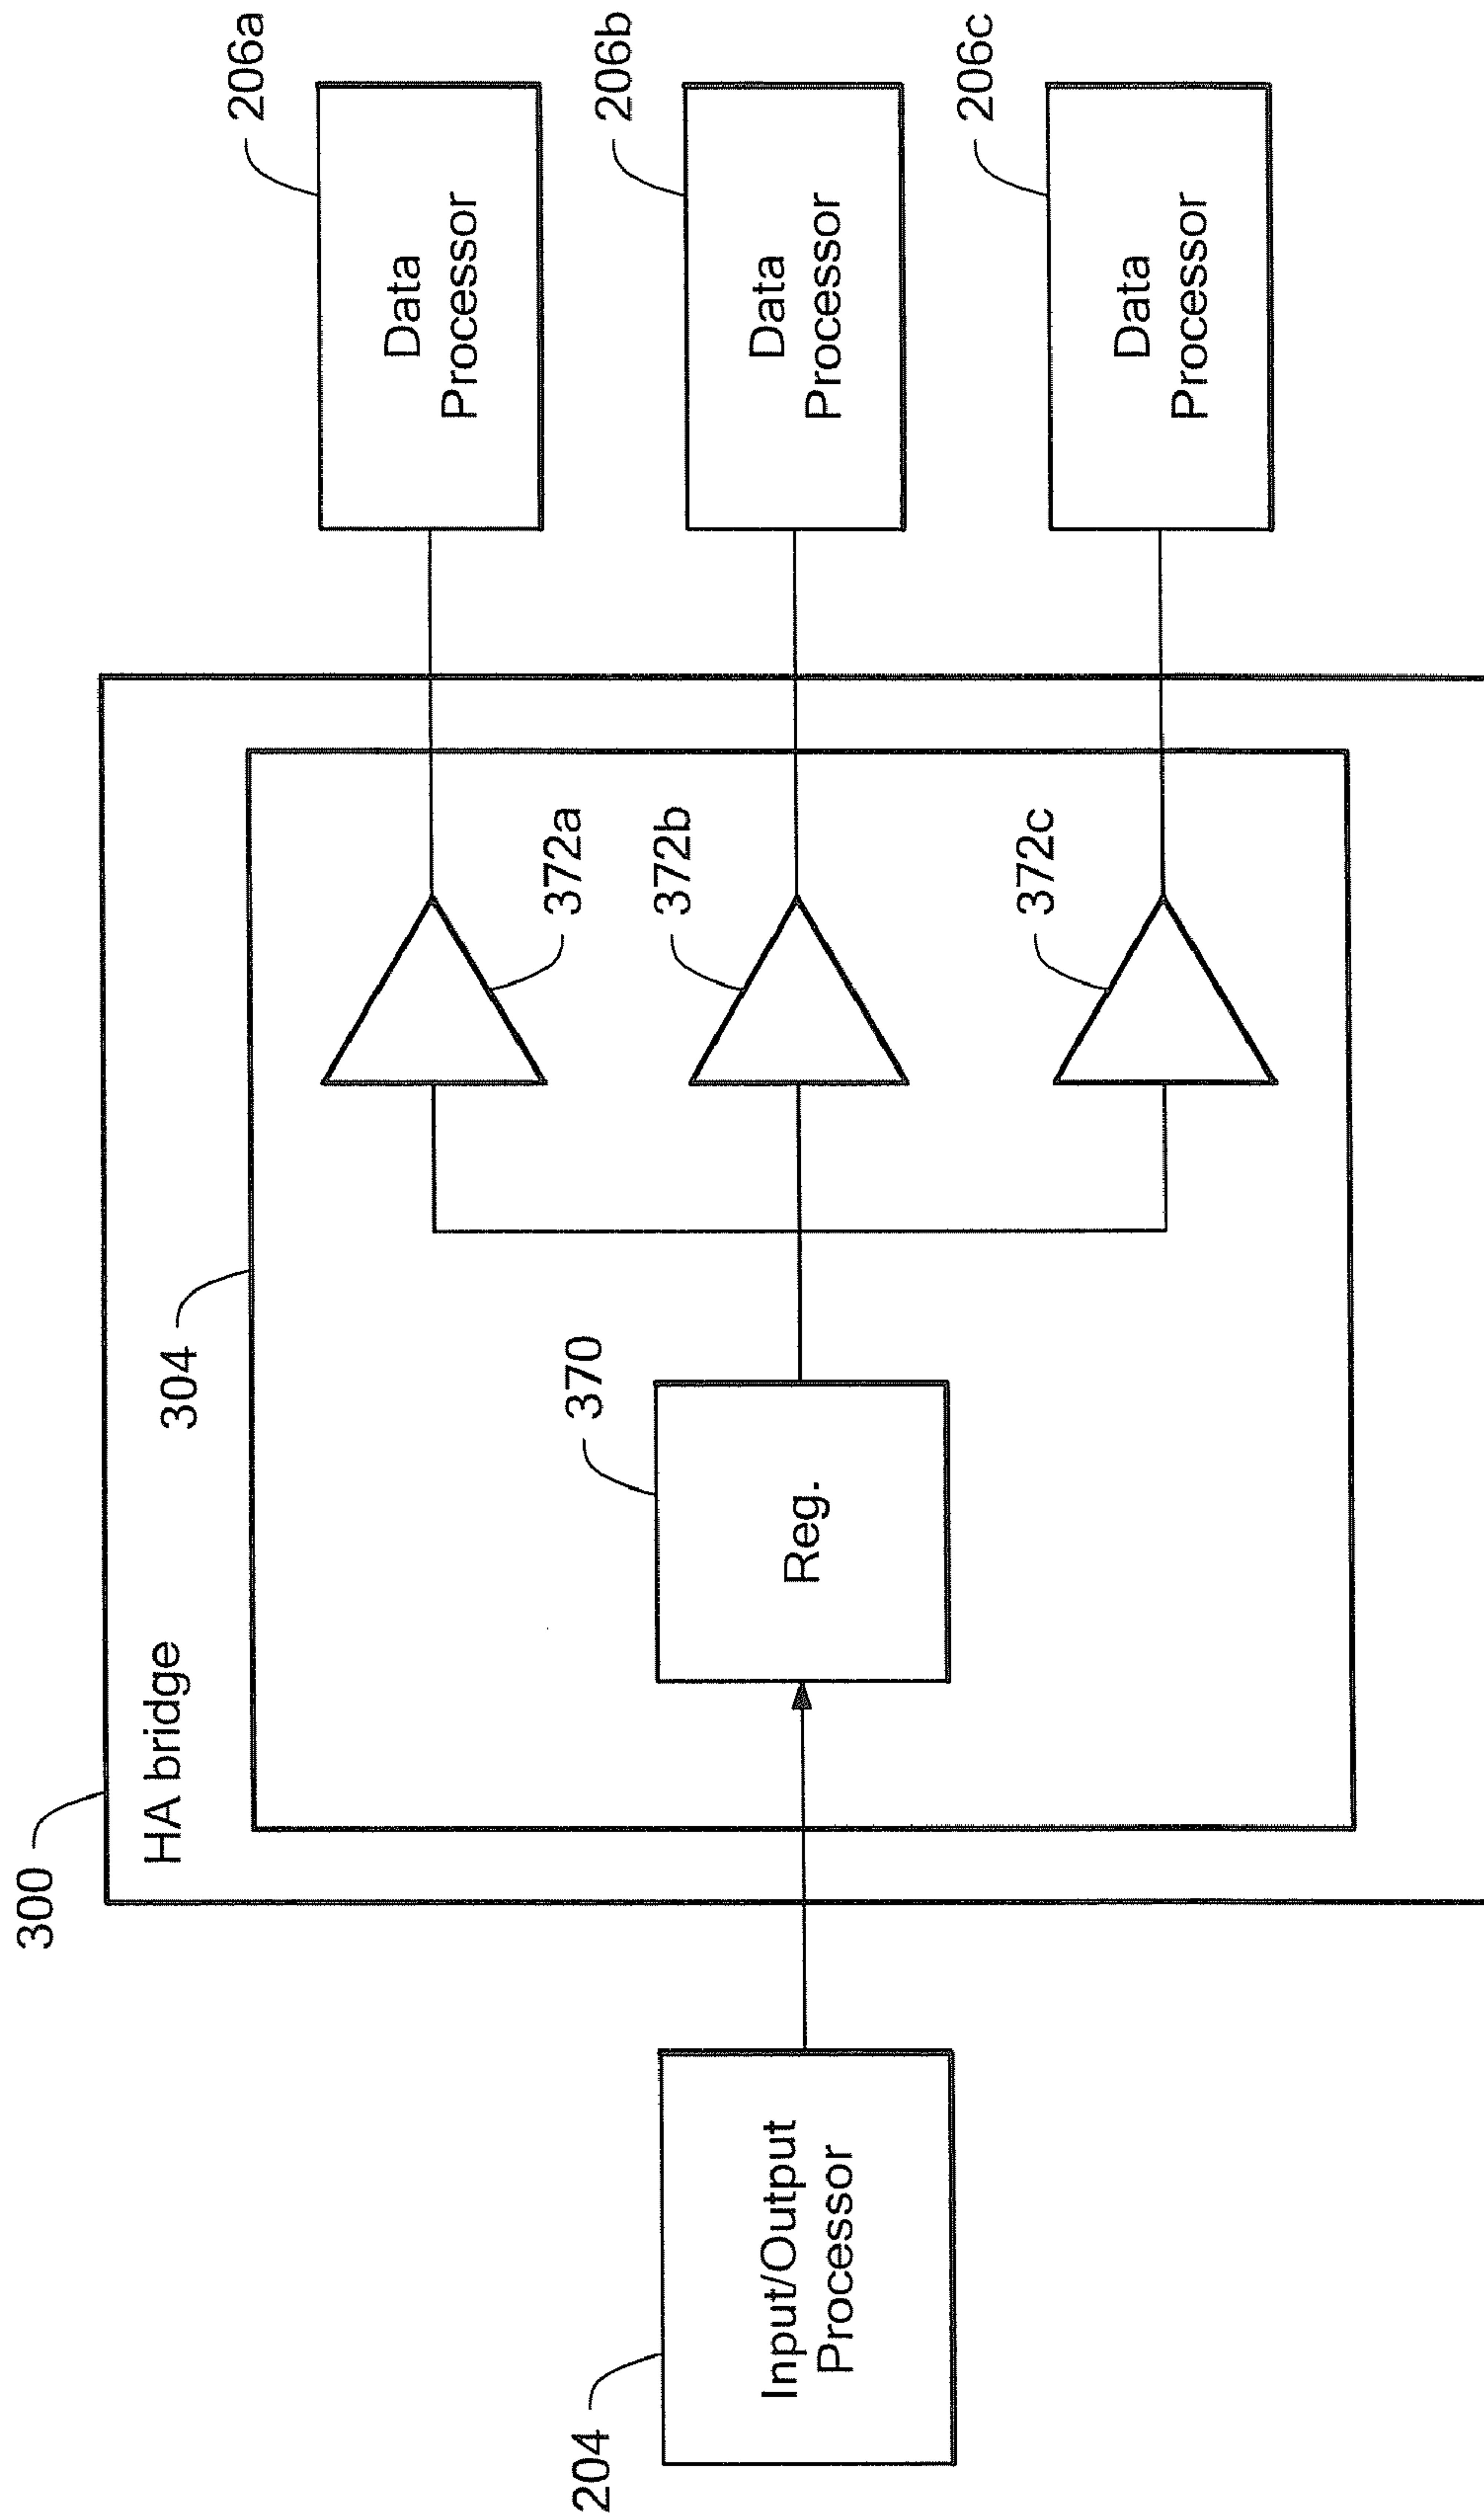 300
HA bridge
304
204
Input/Output
Processor
370
Reg.
372a
372b
372c
206a
Data
Processor
206b
Data
Processor
206c
Data
Processor